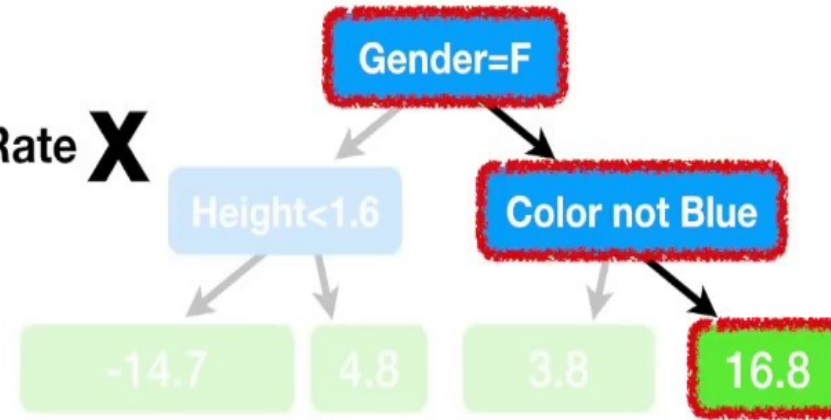 Gender=F
Rate X
Height<1.6
Color not Blue
-14.7
4.8
3.8
16.8